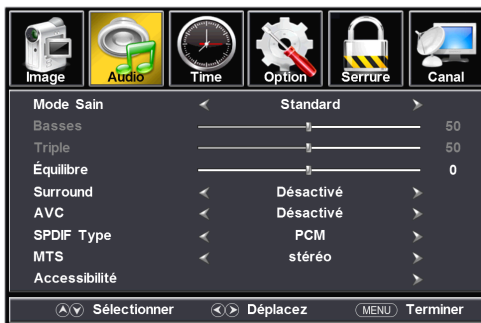 Image Audio Time Option Serrure Canal
Mode Sain Standard
Basses 50
Triple 50
Équilibre 0
Surround Désactivé
AVC Désactivé
SPDIF Type PCM
MTS stéréo
Accessibilité
Sélectionner Déplacez MENU Terminer